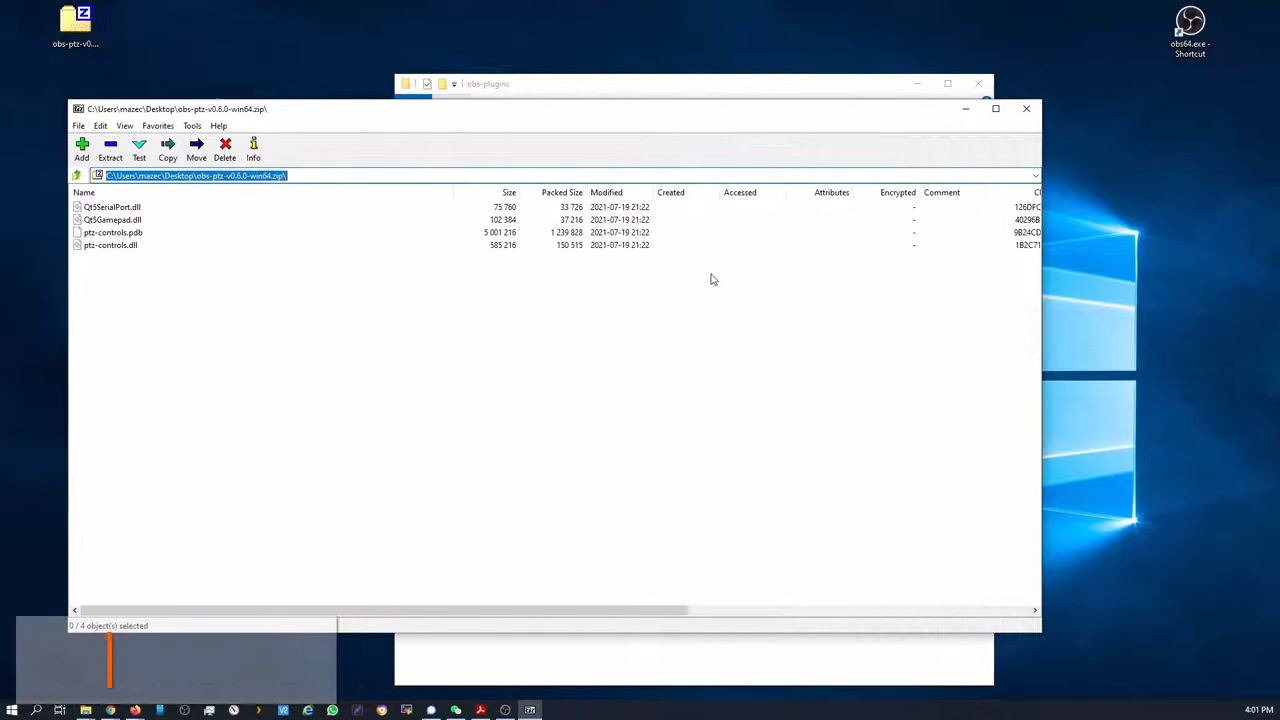 obs-ptz-v0....
obs64.exe -
Shortcut
obs-plugins
C:\Users\mazec\Desktop\obs-ptz-v0.6.0-win64.zip\
File Edit View Favorites Tools Help
Add Extract Test Copy Move Delete Info
C:\Users\mazec\Desktop\obs-ptz-v0.6.0-win64.zip\
Name Size Packed Size Modified Created Accessed Attributes Encrypted Comment
Qt5SerialPort.dll 75 760 33 726 2021-07-19 21:22 - 126DFC
Qt5Gamepad.dll 102 384 37 216 2021-07-19 21:22 - 40296B
ptz-controls.pdb 5 001 216 1 239 828 2021-07-19 21:22 - 9B24CD
ptz-controls.dll 585 216 150 515 2021-07-19 21:22 - 1B2C71
0 / 4 object(s) selected
4:01 PM